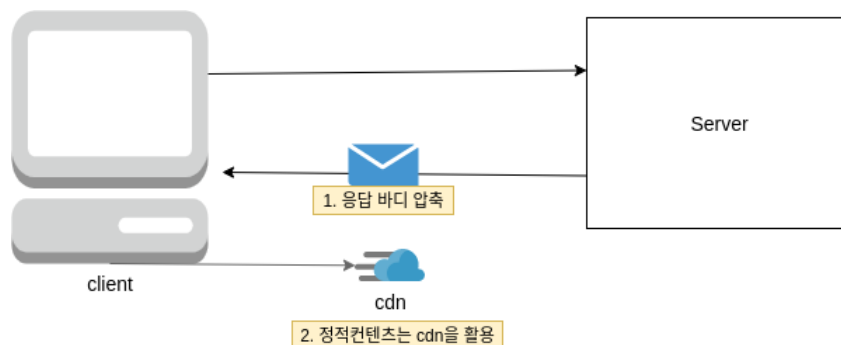 Server
1. 응답 바디 압축
client
cdn
2. 정적컨텐츠는 cdn을 활용